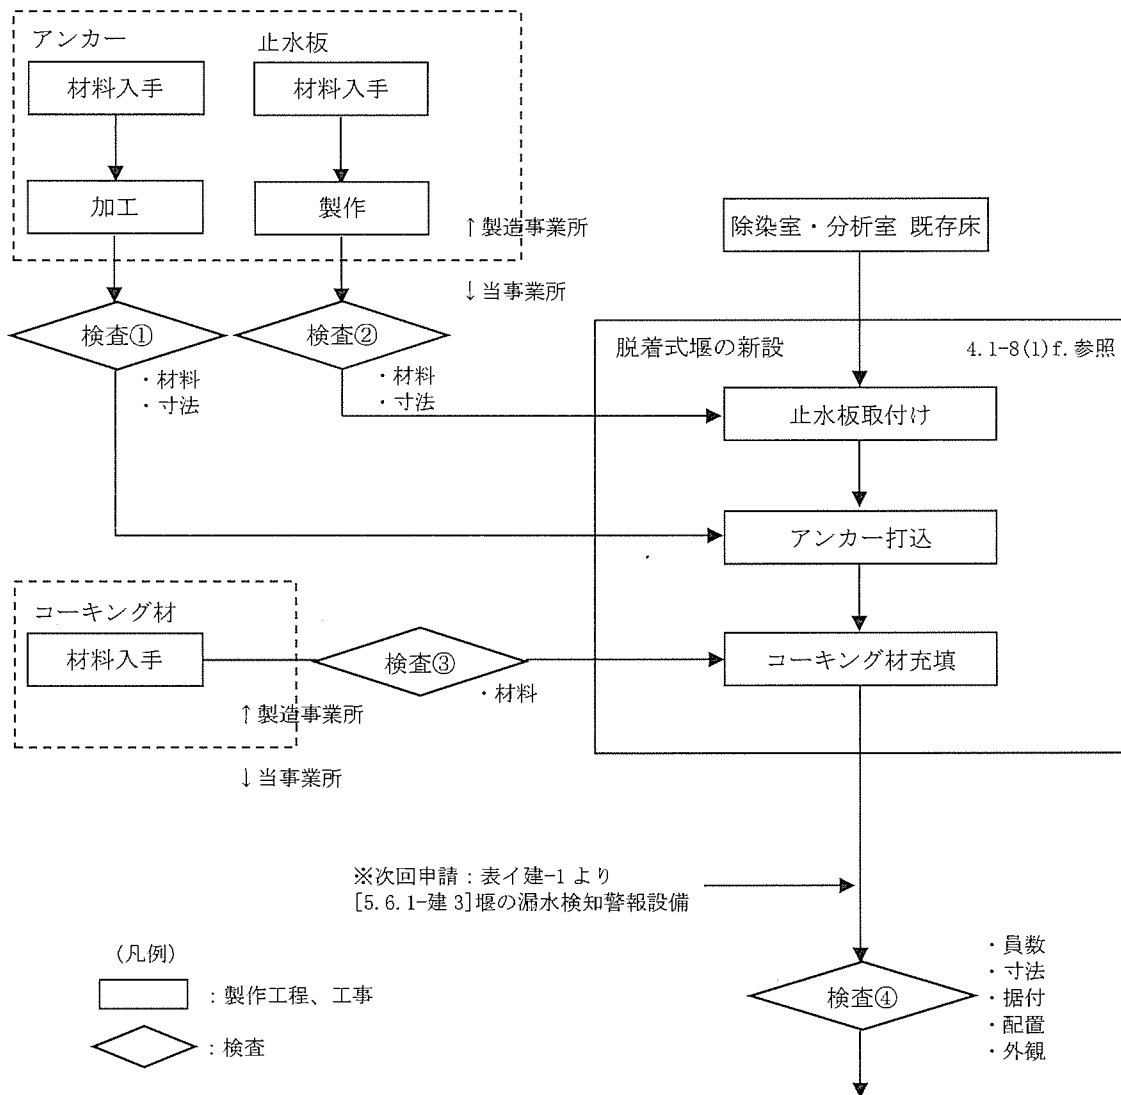 アンカー
止水板
材料入手
材料入手
加工
製作
↑製造事業所
↓当事業所
検査①
・材料
・寸法
検査②
・材料
・寸法
除染室・分析室 既存床
脱着式堰の新設
4.1-8(1)f.参照
止水板取付け
アンカー打込
コーキング材充填
コーキング材
材料入手
検査③
・材料
↑製造事業所
↓当事業所
※次回申請：表イ建-1 より
[5.6.1-建 3]堰の漏水検知警報設備
検査④
・員数
・寸法
・据付
・配置
・外観
(凡例)
：製作工程、工事
：検査